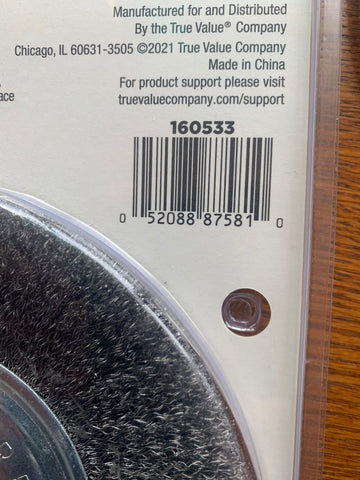 Manufactured for and Distributed
By the True Value® Company
Chicago, IL 60631-3505 ©2021 True Value Company
Made in China
For product support please visit
truevaluecompany.com/support
160533
0 52088 87581 0